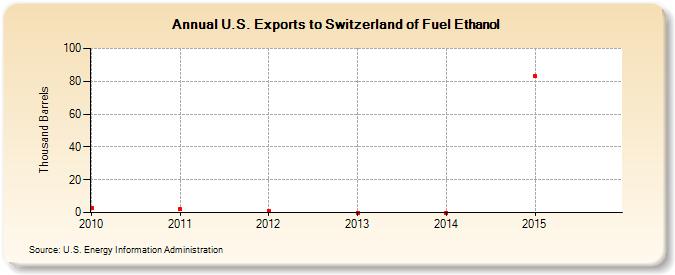 Annual U.S. Exports to Switzerland of Fuel Ethanol
Thousand Barrels
100
80
60
40
20
0
2010 2011 2012 2013 2014 2015
Source: U.S. Energy Information Administration